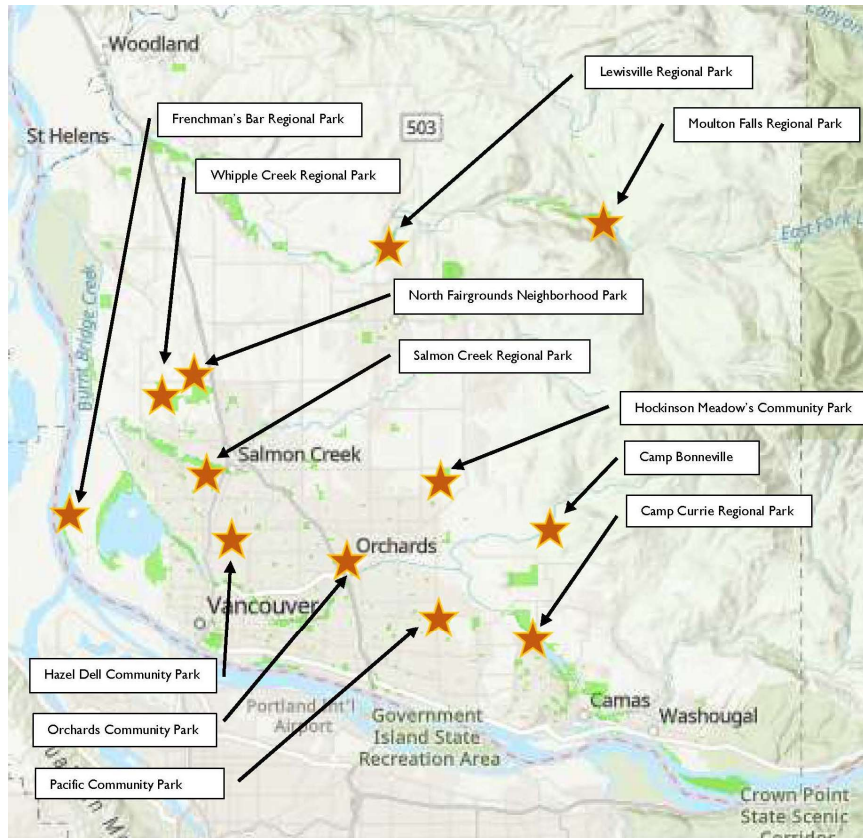 Woodland
Canyon
Lewisville Regional Park
Frenchman's Bar Regional Park
503
Moulton Falls Regional Park
St Helens
Whipple Creek Regional Park
East Fork L
North Fairgrounds Neighborhood Park
Burnt Bridge Creek
Salmon Creek Regional Park
Hockinson Meadow's Community Park
Salmon Creek
Camp Bonneville
Camp Currie Regional Park
Orchards
Vancouver
Hazel Dell Community Park
Camas
Portland Int'l
Airport
Washougal
Orchards Community Park
Government
Island State
Recreation Area
Pacific Community Park
Crown Point
State Scenic
Corridor